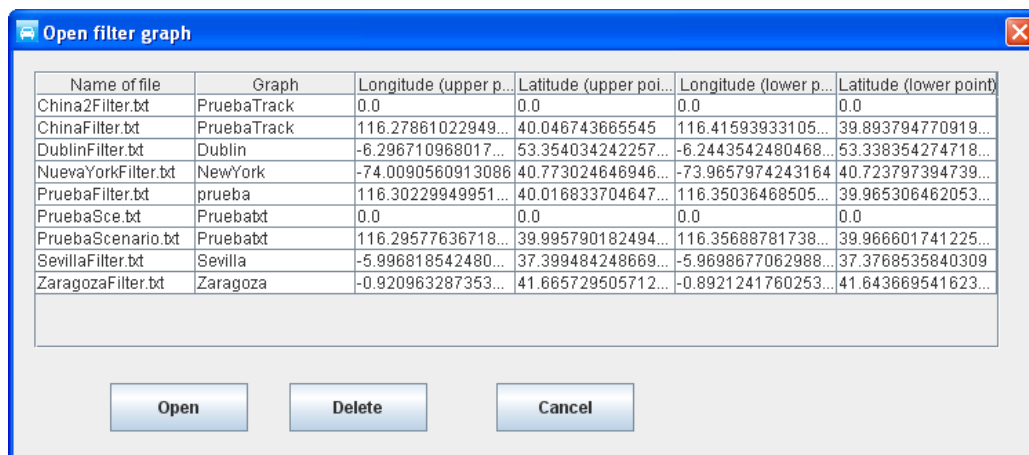 Open filter graph
Name of file Graph Longitude (upper p... Latitude (upper poi... Longitude (lower p... Latitude (lower point)
China2Filter.txt PruebaTrack 0.0 0.0 0.0 0.0
ChinaFilter.txt PruebaTrack 116.27861022949... 40.046743665545 116.41593933105... 39.893794770919...
DublinFilter.txt Dublin -6.296710968017... 53.354034242257... -6.2443542480468... 53.338354274718...
NuevaYorkFilter.txt NewYork -74.0090560913086 40.773024646946... -73.9657974243164 40.723797394739...
PruebaFilter.txt prueba 116.30229949951... 40.016833704647... 116.35036468505... 39.965306462053...
PruebaSce.txt Pruebatxt 0.0 0.0 0.0 0.0
PruebaScenario.txt Pruebatxt 116.29577636718... 39.995790182494... 116.35688781738... 39.966601741225...
SevillaFilter.txt Sevilla -5.996818542480... 37.399484248669... -5.9698677062988... 37.3768535840309
ZaragozaFilter.txt Zaragoza -0.920963287353... 41.665729505712... -0.8921241760253... 41.643669541623...
Open Delete Cancel